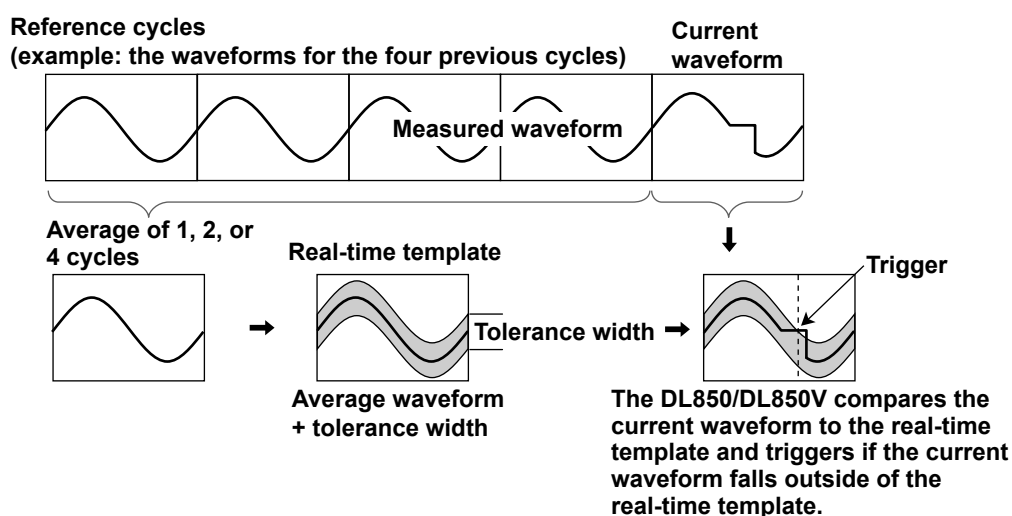 Reference cycles
(example: the waveforms for the four previous cycles)
Current
waveform
Measured waveform
Average of 1, 2, or
4 cycles
Real-time template
Trigger
Tolerance width
Average waveform
+ tolerance width
The DL850/DL850V compares the
current waveform to the real-time
template and triggers if the current
waveform falls outside of the
real-time template.